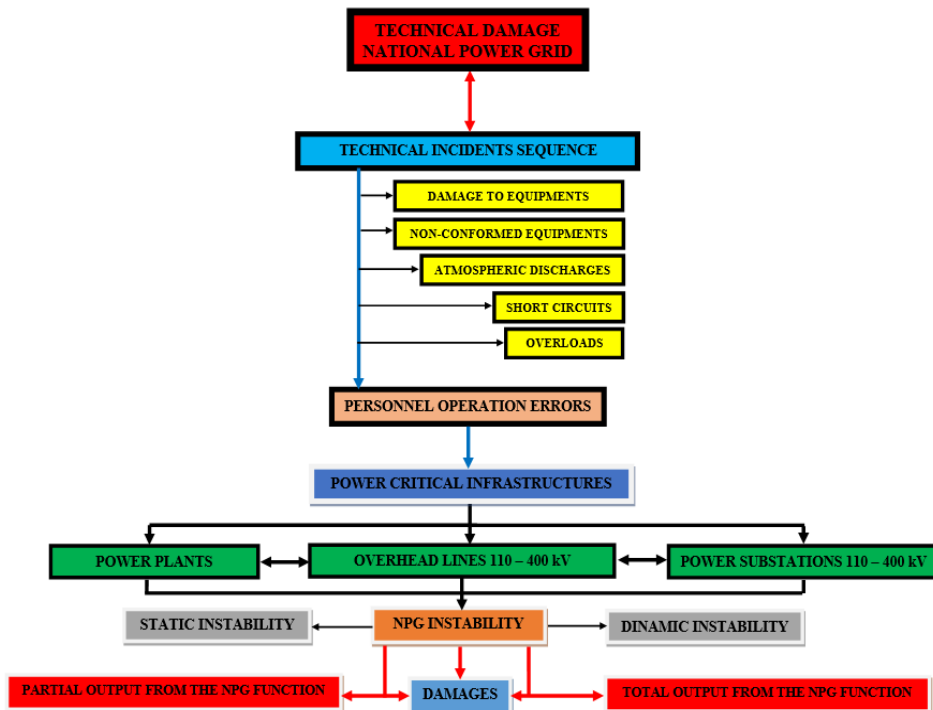 TECHNICAL DAMAGE
NATIONAL POWER GRID
TECHNICAL INCIDENTS SEQUENCE
DAMAGE TO EQUIPMENTS
NON-CONFORMED EQUIPMENTS
ATMOSPHERIC DISCHARGES
SHORT CIRCUITS
OVERLOADS
PERSONNEL OPERATION ERRORS
POWER CRITICAL INFRASTRUCTURES
POWER PLANTS
OVERHEAD LINES 110 – 400 kV
POWER SUBSTATIONS 110 – 400 kV
STATIC INSTABILITY
NPG INSTABILITY
DINAMIC INSTABILITY
PARTIAL OUTPUT FROM THE NPG FUNCTION
DAMAGES
TOTAL OUTPUT FROM THE NPG FUNCTION